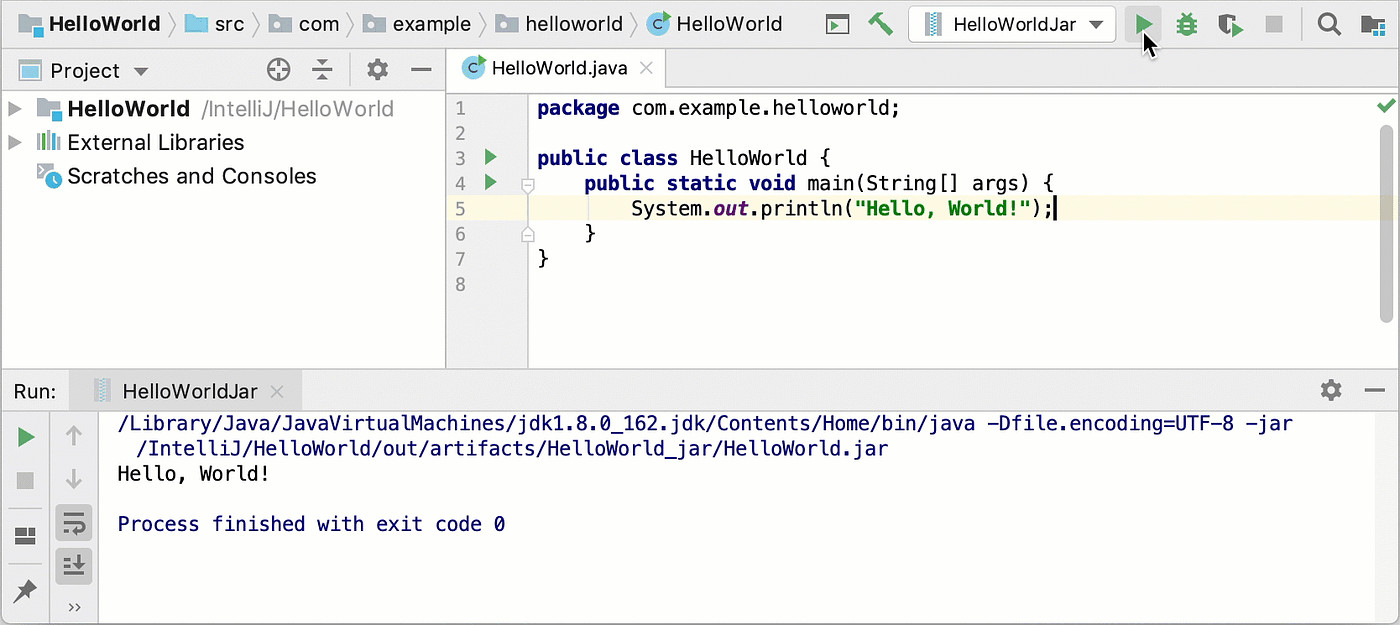 HelloWorld src com example helloworld C HelloWorld HelloWorldJar
Project
C HelloWorld.java
HelloWorld /IntelliJ/HelloWorld
External Libraries
Scratches and Consoles
1 package com.example.helloworld;
2
3 public class HelloWorld {
4 public static void main(String[] args) {
5 System.out.println("Hello, World!");
6 }
7 }
8
Run: HelloWorldJar
/Library/Java/JavaVirtualMachines/jdk1.8.0_162.jdk/Contents/Home/bin/java -Dfile.encoding=UTF-8 -jar
/IntelliJ/HelloWorld/out/artifacts/HelloWorld_jar/HelloWorld.jar
Hello, World!
Process finished with exit code 0